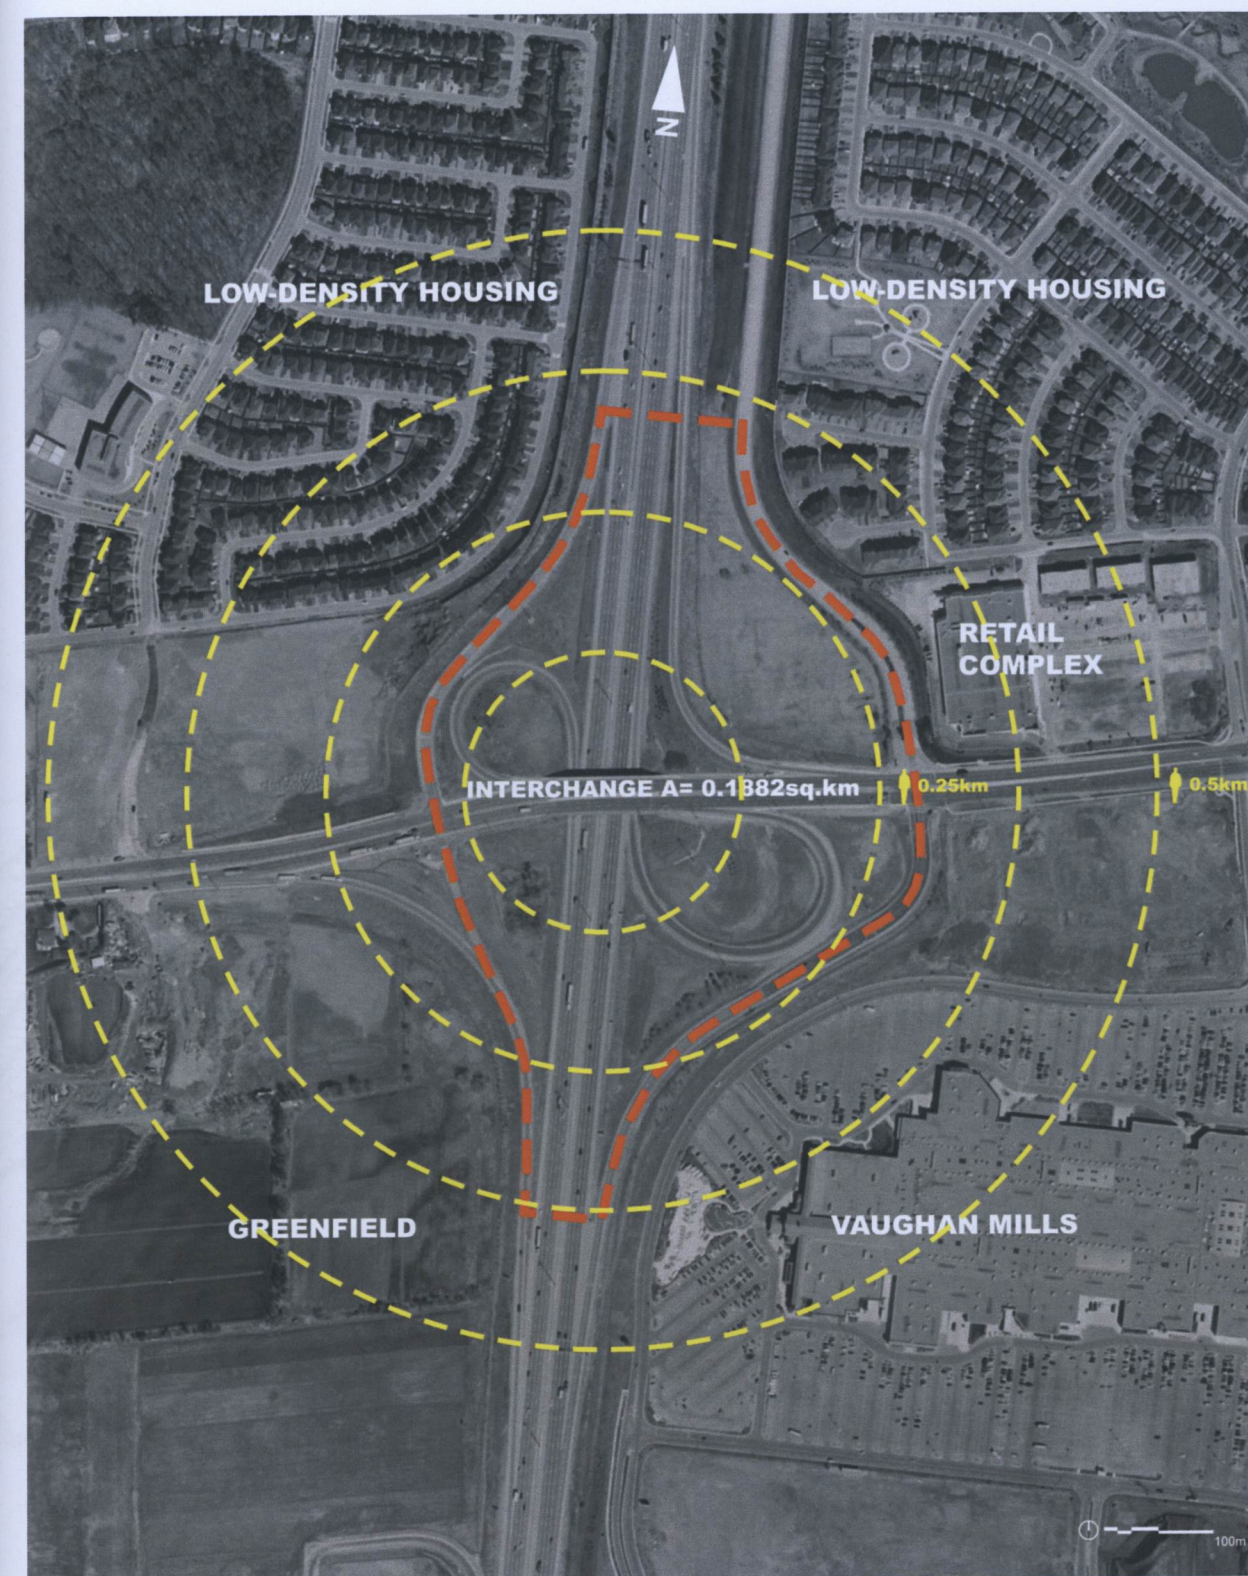 N
LOW-DENSITY HOUSING
LOW-DENSITY HOUSING
RETAIL
COMPLEX
INTERCHANGE A= 0.1882sq.km
0.25km
0.5km
GREENFIELD
VAUGHAN MILLS
100m